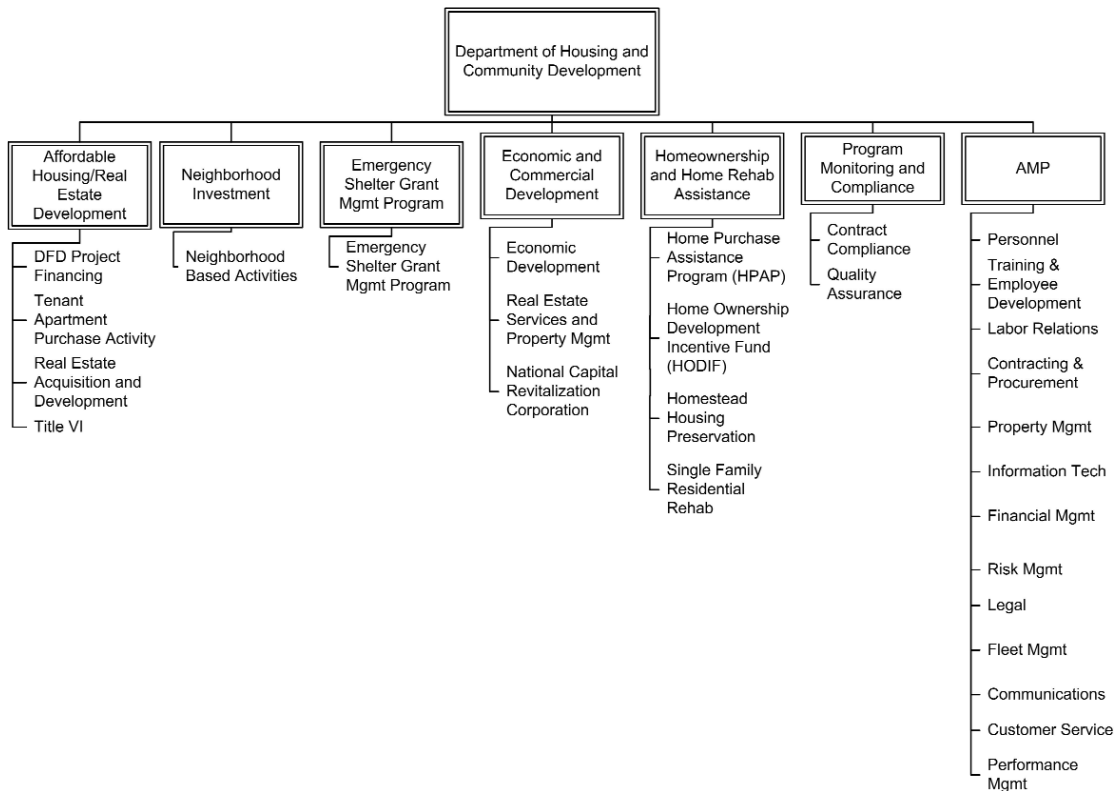 Department of Housing and
Community Development
Affordable
Housing/Real
Estate
Development
DFD Project
Financing
Tenant
Apartment
Purchase Activity
Real Estate
Acquisition and
Development
Title VI
Neighborhood
Investment
Neighborhood
Based Activities
Emergency
Shelter Grant
Mgmt Program
Emergency
Shelter Grant
Mgmt Program
Economic and
Commercial
Development
Economic
Development
Real Estate
Services and
Property Mgmt
National Capital
Revitalization
Corporation
Homeownership
and Home Rehab
Assistance
Home Purchase
Assistance
Program (HPAP)
Home Ownership
Development
Incentive Fund
(HODIF)
Homestead
Housing
Preservation
Single Family
Residential
Rehab
Program
Monitoring and
Compliance
Contract
Compliance
Quality
Assurance
AMP
Personnel
Training &
Employee
Development
Labor Relations
Contracting &
Procurement
Property Mgmt
Information Tech
Financial Mgmt
Risk Mgmt
Legal
Fleet Mgmt
Communications
Customer Service
Performance
Mgmt